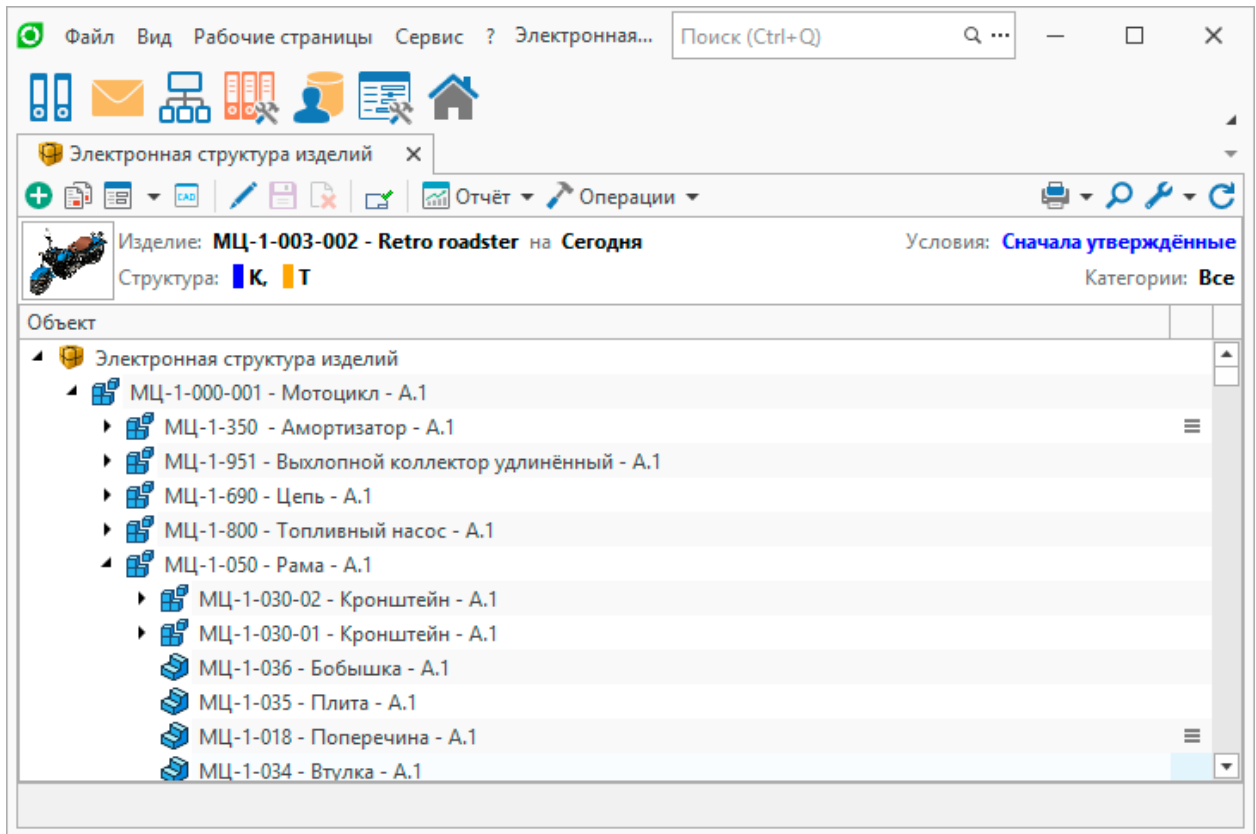 Файл Вид Рабочие страницы Сервис ? Электронная... Поиск (Ctrl+Q)
Электронная структура изделий
CAD Отчёт Операции
Изделие: МЦ-1-003-002 - Retro roadster на Сегодня Условия: Сначала утверждённые
Структура: К, Т Категории: Все
Объект
Электронная структура изделий
МЦ-1-000-001 - Мотоцикл - А.1
МЦ-1-350 - Амортизатор - А.1
МЦ-1-951 - Выхлопной коллектор удлинённый - А.1
МЦ-1-690 - Цепь - А.1
МЦ-1-800 - Топливный насос - А.1
МЦ-1-050 - Рама - А.1
МЦ-1-030-02 - Кронштейн - А.1
МЦ-1-030-01 - Кронштейн - А.1
МЦ-1-036 - Бобышка - А.1
МЦ-1-035 - Плита - А.1
МЦ-1-018 - Поперечина - А.1
МЦ-1-034 - Втулка - А.1